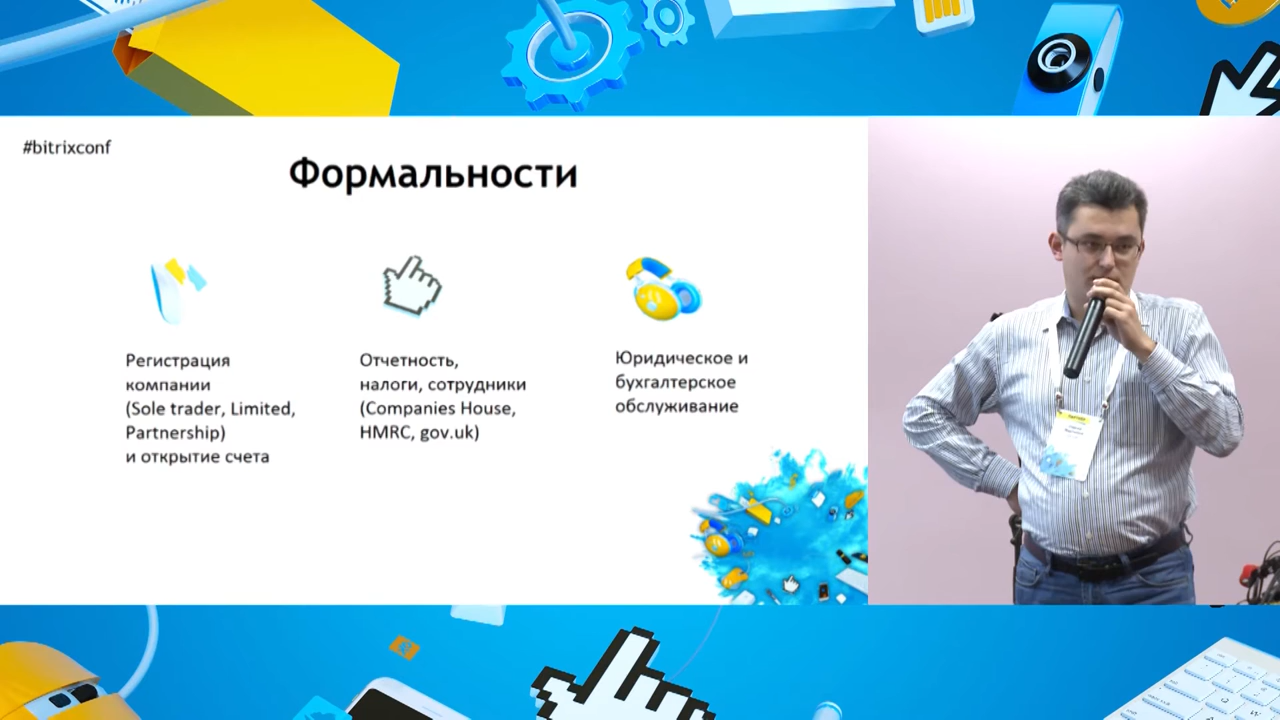 #bitrixconf
Формальности
Регистрация
компании
(Sole trader, Limited,
Partnership)
и открытие счета
Отчетность,
налоги, сотрудники
(Companies House,
HMRC, gov.uk)
Юридическое и
бухгалтерское
обслуживание